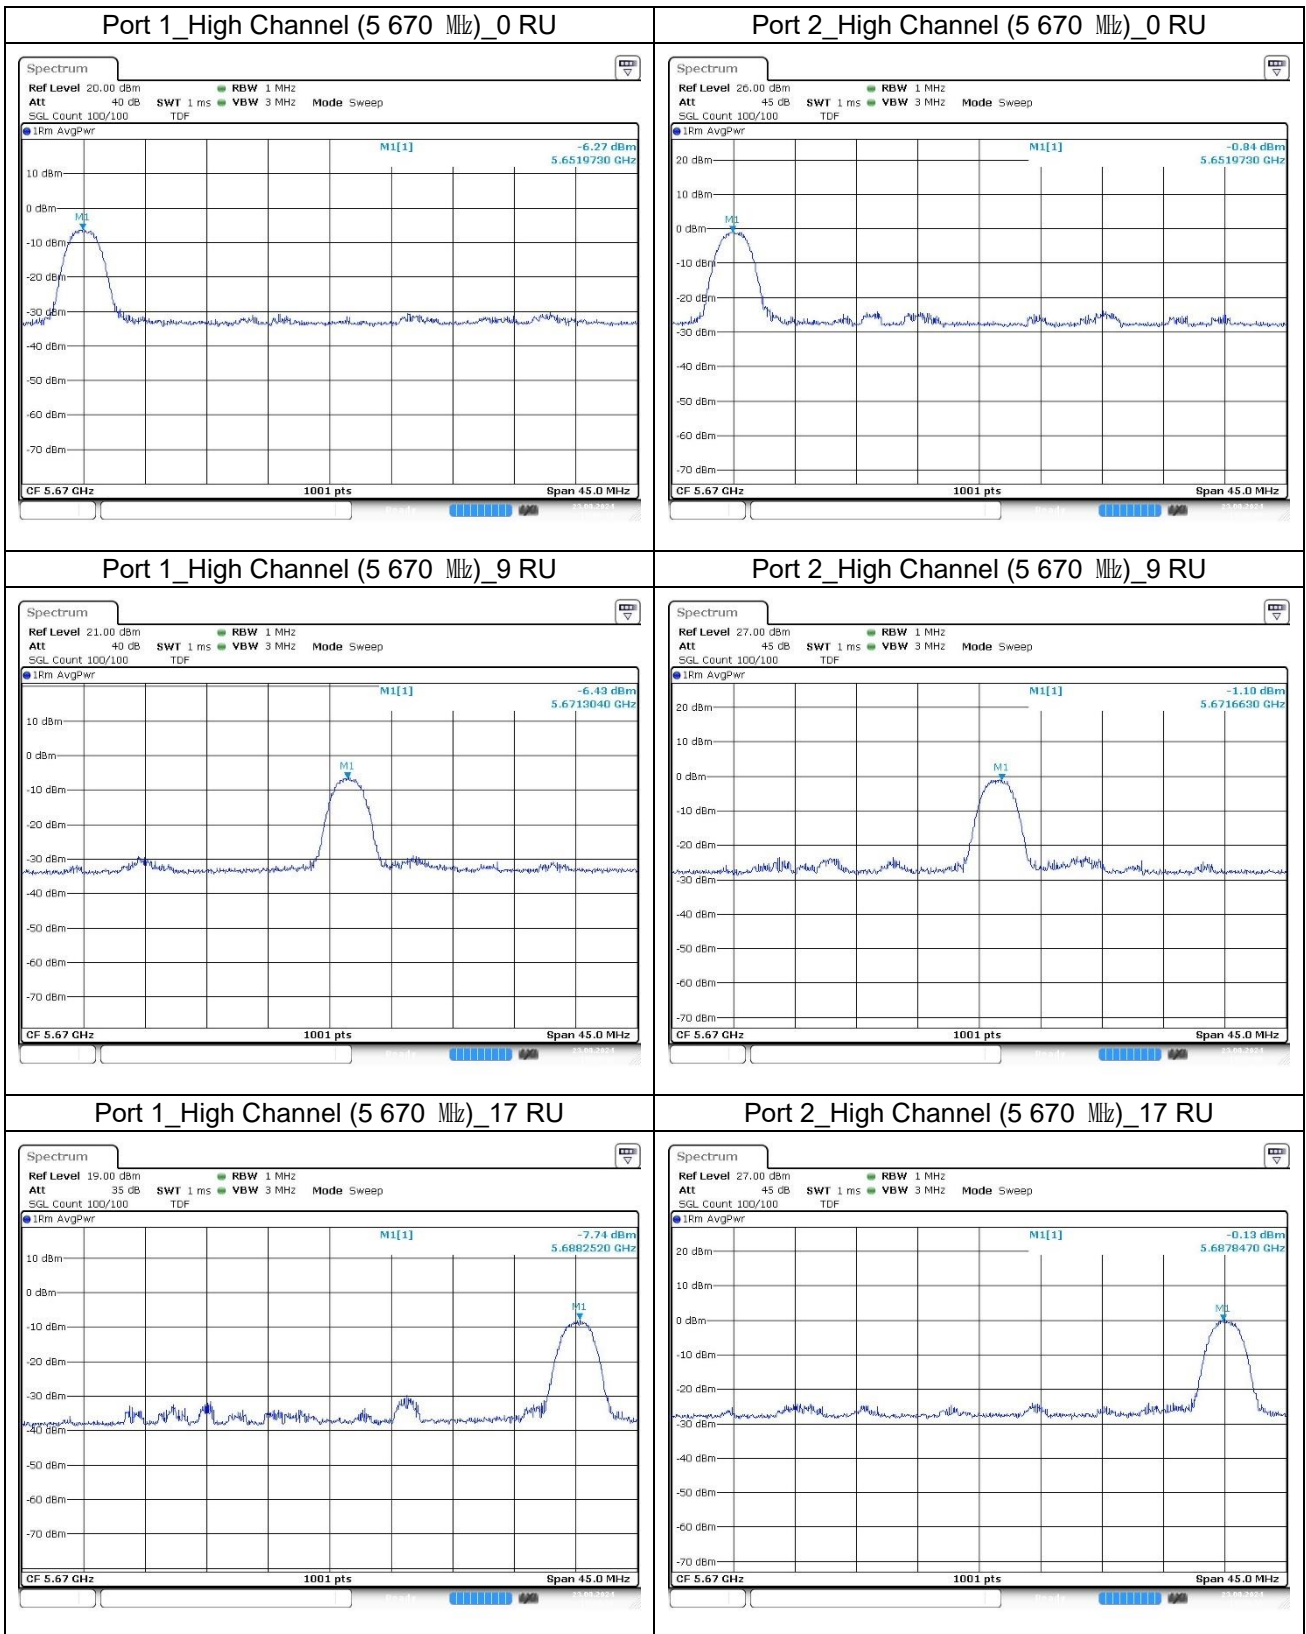 Port 1_High Channel (5 670 ㎒)_0 RU
Spectrum
Ref Level 20.00 dBm RBW 1 MHz
Att 40 dB SWT 1 ms VBW 3 MHz Mode Sweep
SGL Count 100/100 TDF
1Rm AvgPwr
M1[1] -6.27 dBm
5.6519730 GHz
10 dBm
0 dBm
M1
-10 dBm
-20 dBm
-30 dBm
-40 dBm
-50 dBm
-60 dBm
-70 dBm
CF 5.67 GHz 1001 pts Span 45.0 MHz
Port 2_High Channel (5 670 ㎒)_0 RU
Spectrum
Ref Level 26.00 dBm RBW 1 MHz
Att 45 dB SWT 1 ms VBW 3 MHz Mode Sweep
SGL Count 100/100 TDF
1Rm AvgPwr
M1[1] -0.84 dBm
5.6519730 GHz
20 dBm
10 dBm
M1
0 dBm
-10 dBm
-20 dBm
-30 dBm
-40 dBm
-50 dBm
-60 dBm
-70 dBm
CF 5.67 GHz 1001 pts Span 45.0 MHz
Port 1_High Channel (5 670 ㎒)_9 RU
Spectrum
Ref Level 21.00 dBm RBW 1 MHz
Att 40 dB SWT 1 ms VBW 3 MHz Mode Sweep
SGL Count 100/100 TDF
1Rm AvgPwr
M1[1] -6.43 dBm
5.6713040 GHz
10 dBm
0 dBm
M1
-10 dBm
-20 dBm
-30 dBm
-40 dBm
-50 dBm
-60 dBm
-70 dBm
CF 5.67 GHz 1001 pts Span 45.0 MHz
Port 2_High Channel (5 670 ㎒)_9 RU
Spectrum
Ref Level 27.00 dBm RBW 1 MHz
Att 45 dB SWT 1 ms VBW 3 MHz Mode Sweep
SGL Count 100/100 TDF
1Rm AvgPwr
M1[1] -1.10 dBm
5.6716630 GHz
20 dBm
10 dBm
M1
0 dBm
-10 dBm
-20 dBm
-30 dBm
-40 dBm
-50 dBm
-60 dBm
-70 dBm
CF 5.67 GHz 1001 pts Span 45.0 MHz
Port 1_High Channel (5 670 ㎒)_17 RU
Spectrum
Ref Level 19.00 dBm RBW 1 MHz
Att 35 dB SWT 1 ms VBW 3 MHz Mode Sweep
SGL Count 100/100 TDF
1Rm AvgPwr
M1[1] -7.74 dBm
5.6882520 GHz
10 dBm
0 dBm
M1
-10 dBm
-20 dBm
-30 dBm
-40 dBm
-50 dBm
-60 dBm
-70 dBm
CF 5.67 GHz 1001 pts Span 45.0 MHz
Port 2_High Channel (5 670 ㎒)_17 RU
Spectrum
Ref Level 27.00 dBm RBW 1 MHz
Att 45 dB SWT 1 ms VBW 3 MHz Mode Sweep
SGL Count 100/100 TDF
1Rm AvgPwr
M1[1] -0.13 dBm
5.6878470 GHz
20 dBm
10 dBm
M1
0 dBm
-10 dBm
-20 dBm
-30 dBm
-40 dBm
-50 dBm
-60 dBm
-70 dBm
CF 5.67 GHz 1001 pts Span 45.0 MHz